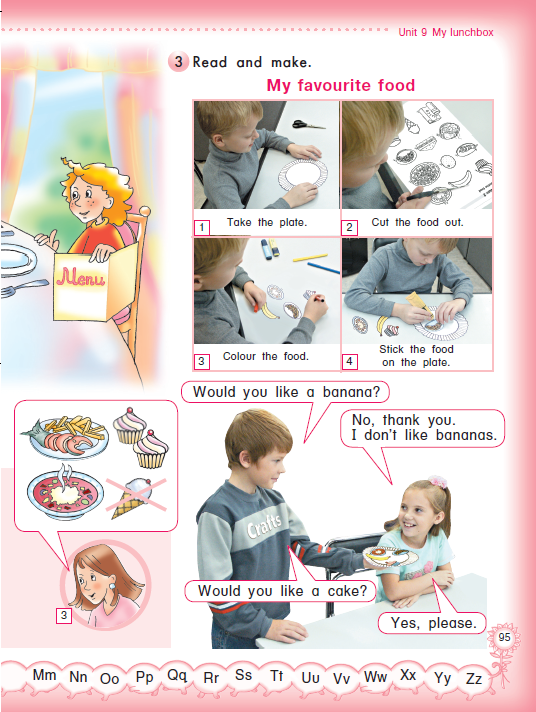 Unit 9 My lunchbox
3 Read and make.
My favourite food
1 Take the plate.
2 Cut the food out.
3 Colour the food.
4 Stick the food
on the plate.
Menu
Would you like a banana?
No, thank you.
I don't like bananas.
Crafts
Would you like a cake?
Yes, please.
3
95
Mm Nn Oo Pp Qq Rr Ss Tt Uu Vv Ww Xx Yy Zz